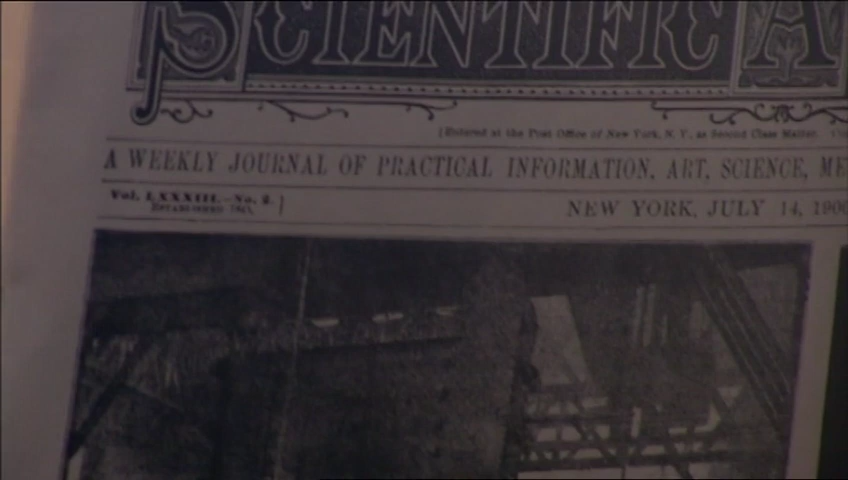 SCIENTIFIC A
[Entered at the Post Office of New York, N. Y., as Second Class Matter.
A WEEKLY JOURNAL OF PRACTICAL INFORMATION, ART, SCIENCE, ME
Vol. LXXXIII.—No. 2.
ESTABLISHED 1845.
NEW YORK, JULY 14, 1900